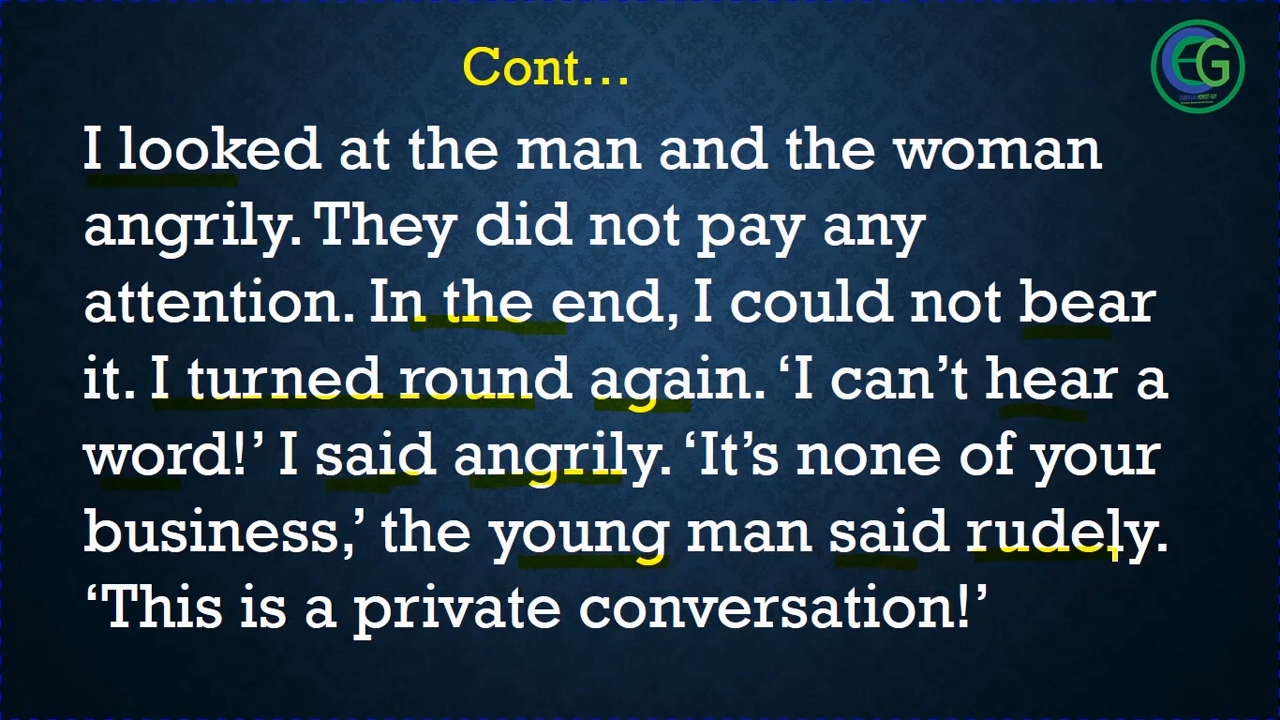 Cont...
I looked at the man and the woman
angrily. They did not pay any
attention. In the end, I could not bear
it. I turned round again. ‘I can’t hear a
word!’ I said angrily. ‘It’s none of your
business,’ the young man said rudely.
‘This is a private conversation!’